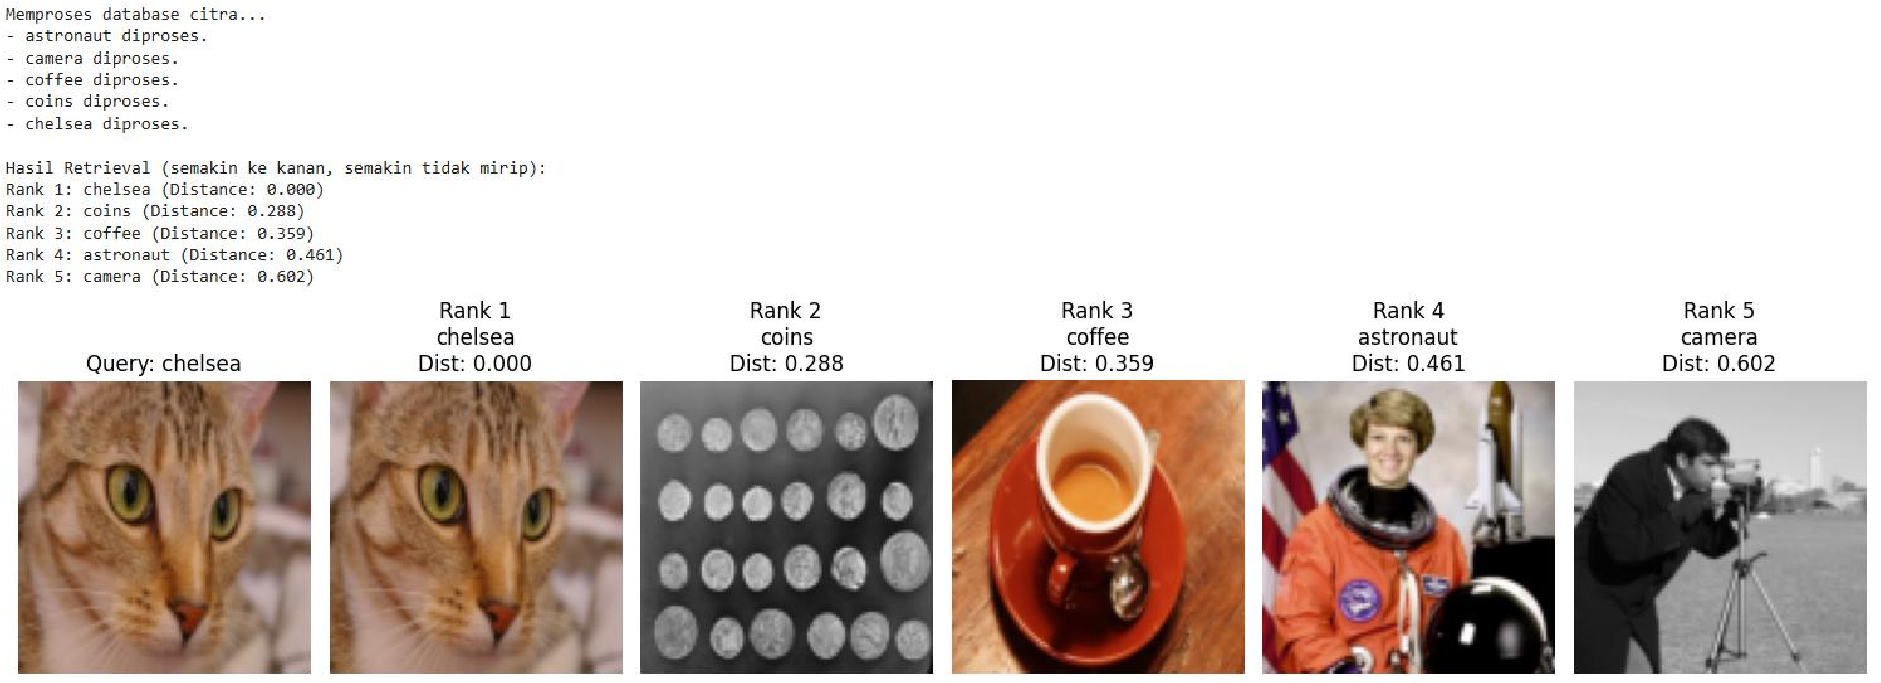 Memproses database citra...
- astronaut diproses.
- camera diproses.
- coffee diproses.
- coins diproses.
- chelsea diproses.
Hasil Retrieval (semakin ke kanan, semakin tidak mirip):
Rank 1: chelsea (Distance: 0.000)
Rank 2: coins (Distance: 0.288)
Rank 3: coffee (Distance: 0.359)
Rank 4: astronaut (Distance: 0.461)
Rank 5: camera (Distance: 0.602)
Query: chelsea
Rank 1
chelsea
Dist: 0.000
Rank 2
coins
Dist: 0.288
Rank 3
coffee
Dist: 0.359
Rank 4
astronaut
Dist: 0.461
Rank 5
camera
Dist: 0.602